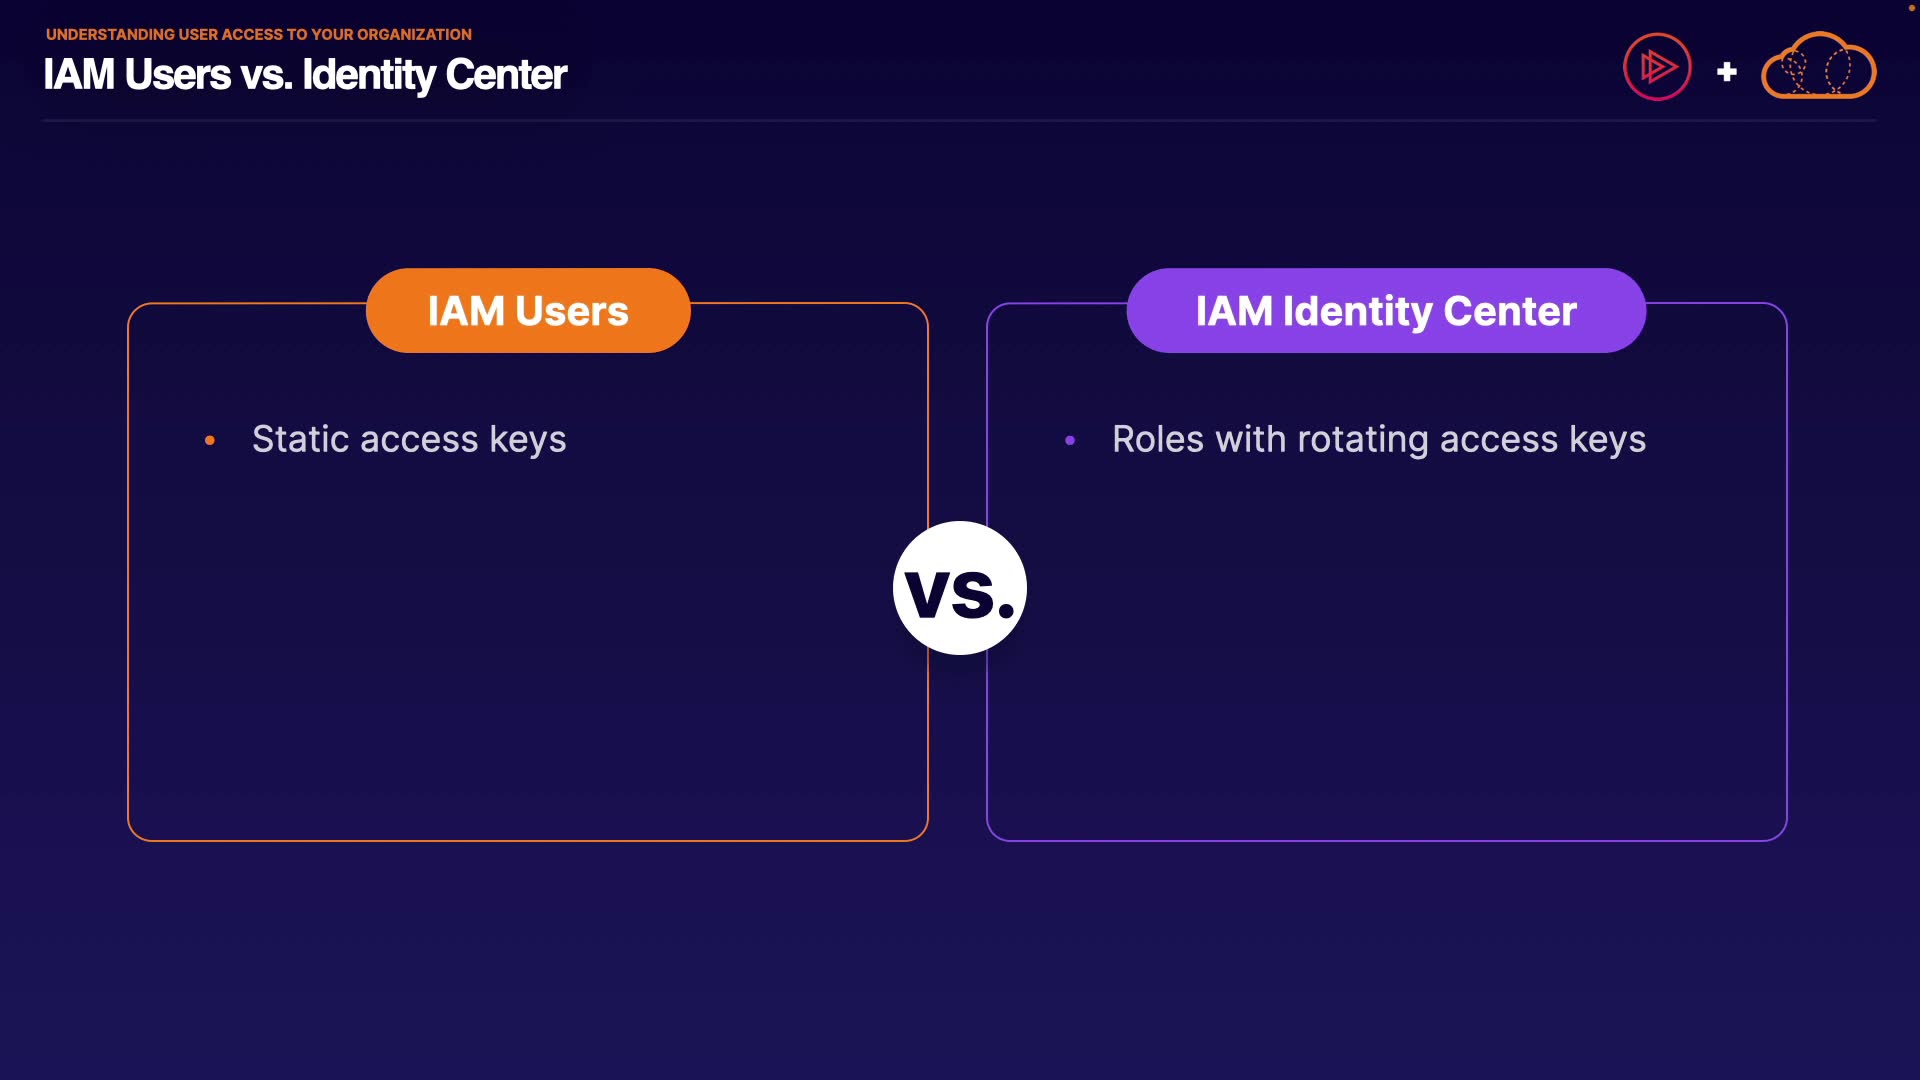 UNDERSTANDING USER ACCESS TO YOUR ORGANIZATION
IAM Users vs. Identity Center
IAM Users
IAM Identity Center
• Static access keys
• Roles with rotating access keys
vs.